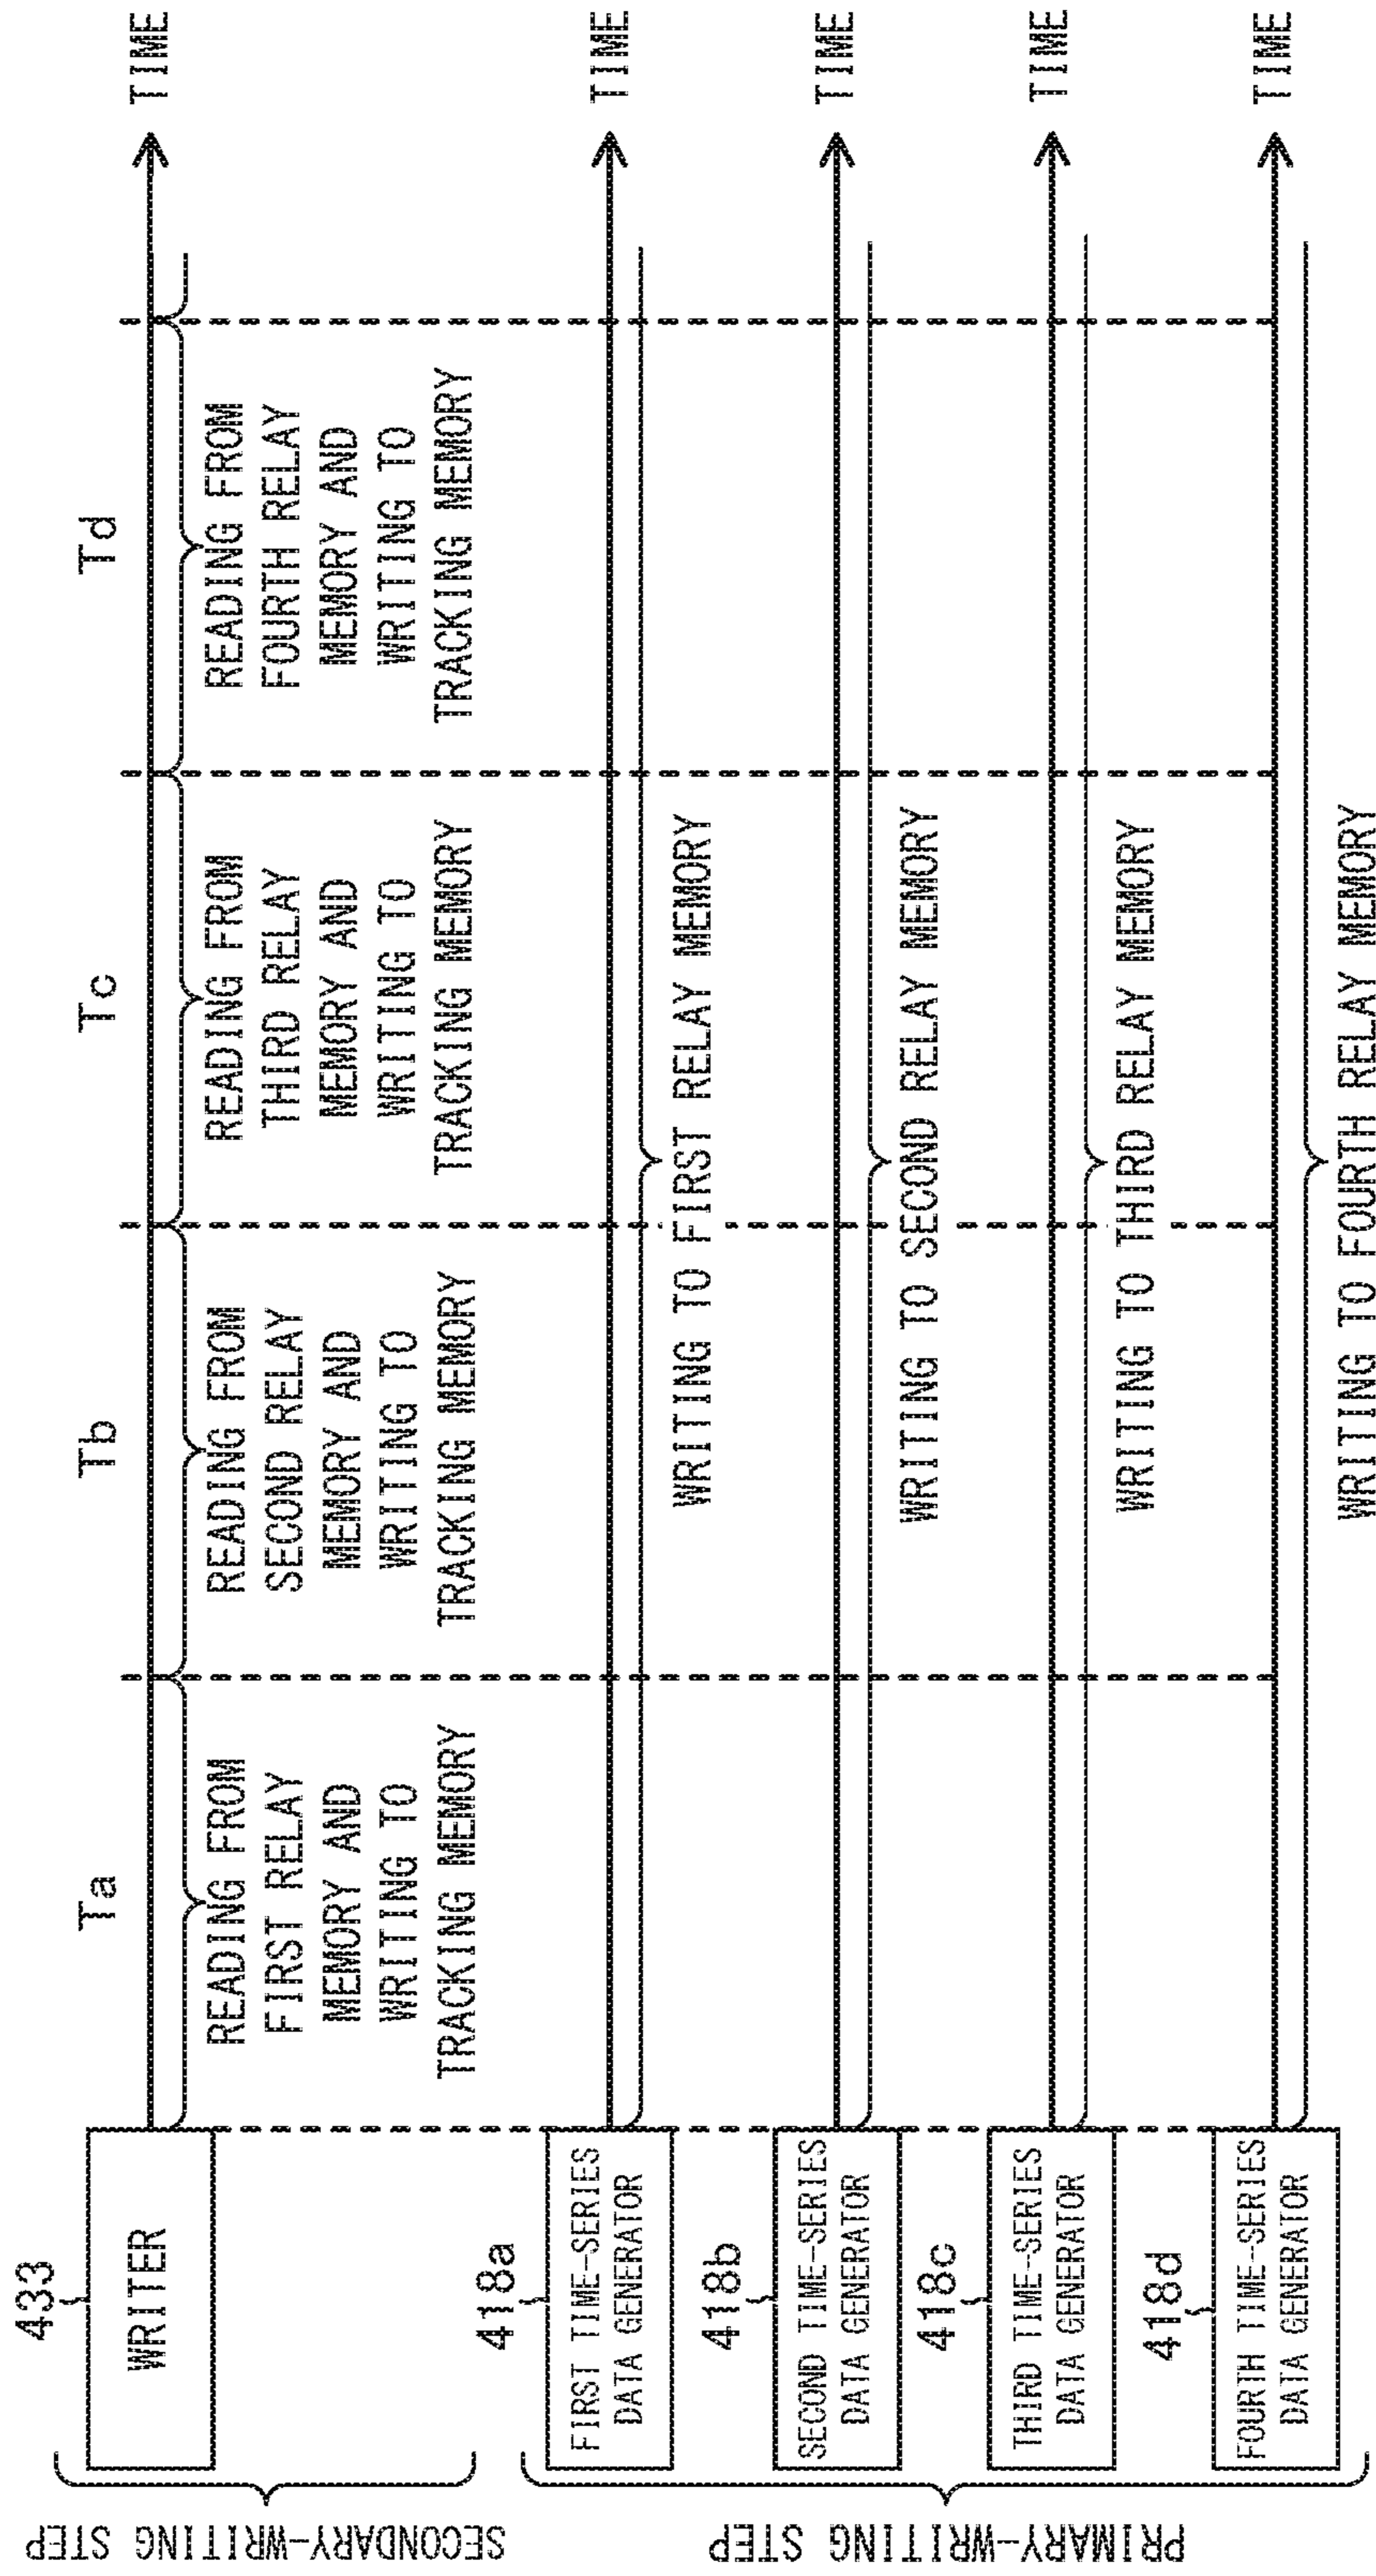 Ta
Tb
Tc
Td
433
WRITER
TIME
READING FROM
FIRST RELAY
MEMORY AND
WRITING TO
TRACKING MEMORY
READING FROM
SECOND RELAY
MEMORY AND
WRITING TO
TRACKING MEMORY
READING FROM
THIRD RELAY
MEMORY AND
WRITING TO
TRACKING MEMORY
READING FROM
FOURTH RELAY
MEMORY AND
WRITING TO
TRACKING MEMORY
SECONDARY-WRITING STEP
418a
FIRST TIME-SERIES
DATA GENERATOR
TIME
WRITING TO FIRST RELAY MEMORY
418b
SECOND TIME-SERIES
DATA GENERATOR
TIME
WRITING TO SECOND RELAY MEMORY
418c
THIRD TIME-SERIES
DATA GENERATOR
TIME
WRITING TO THIRD RELAY MEMORY
418d
FOURTH TIME-SERIES
DATA GENERATOR
TIME
WRITING TO FOURTH RELAY MEMORY
PRIMARY-WRITING STEP